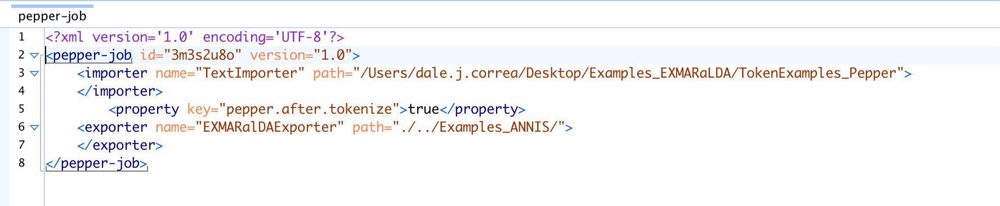 pepper-job
1 <?xml version='1.0' encoding='UTF-8'?>
2 <pepper-job id="3m3s2u8o" version="1.0">
3     <importer name="TextImporter" path="/Users/dale.j.correa/Desktop/Examples_EXMARaLDA/TokenExamples_Pepper">
4     </importer>
5         <property key="pepper.after.tokenize">true</property>
6     <exporter name="EXMARalDAExporter" path="./../Examples_ANNIS/">
7     </exporter>
8 </pepper-job>